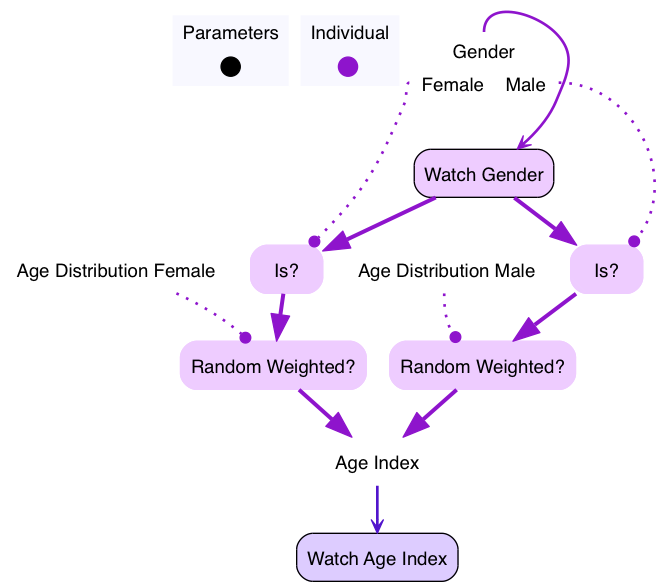 Parameters
Individual
Gender
Female
Male
Watch Gender
Age Distribution Female
Is?
Age Distribution Male
Is?
Random Weighted?
Random Weighted?
Age Index
Watch Age Index